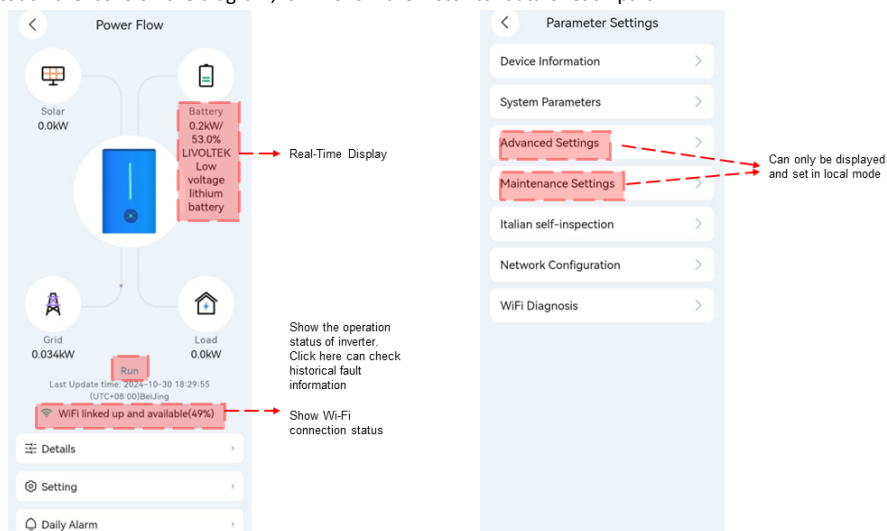 Power Flow
Solar
0.0kW
Battery
0.2kW/
53.0%
LIVOLTEK
Low
voltage
lithium
battery
Real-Time Display
Grid
0.034kW
Load
0.0kW
Run
Last Update time: 2024-10-30 18:29:55
(UTC+08:00)BeiJing
WiFi linked up and available(49%)
Show the operation
status of inverter.
Click here can check
historical fault
information
Show Wi-Fi
connection status
Details
Setting
Daily Alarm
Parameter Settings
Device Information
System Parameters
Advanced Settings
Maintenance Settings
Can only be displayed
and set in local mode
Italian self-inspection
Network Configuration
WiFi Diagnosis